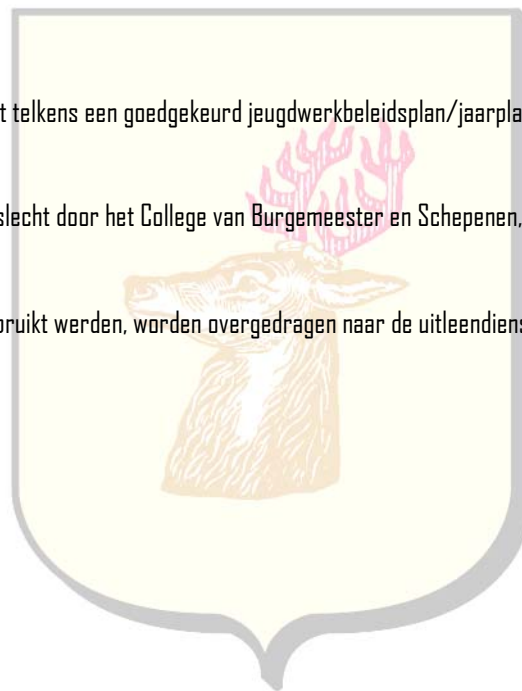 t telkens een goedgekeurd jeugdwerkbeleidsplan/jaarpla
slecht door het College van Burgemeester en Schepenen,
bruikt werden, worden overgedragen naar de uitleendiens